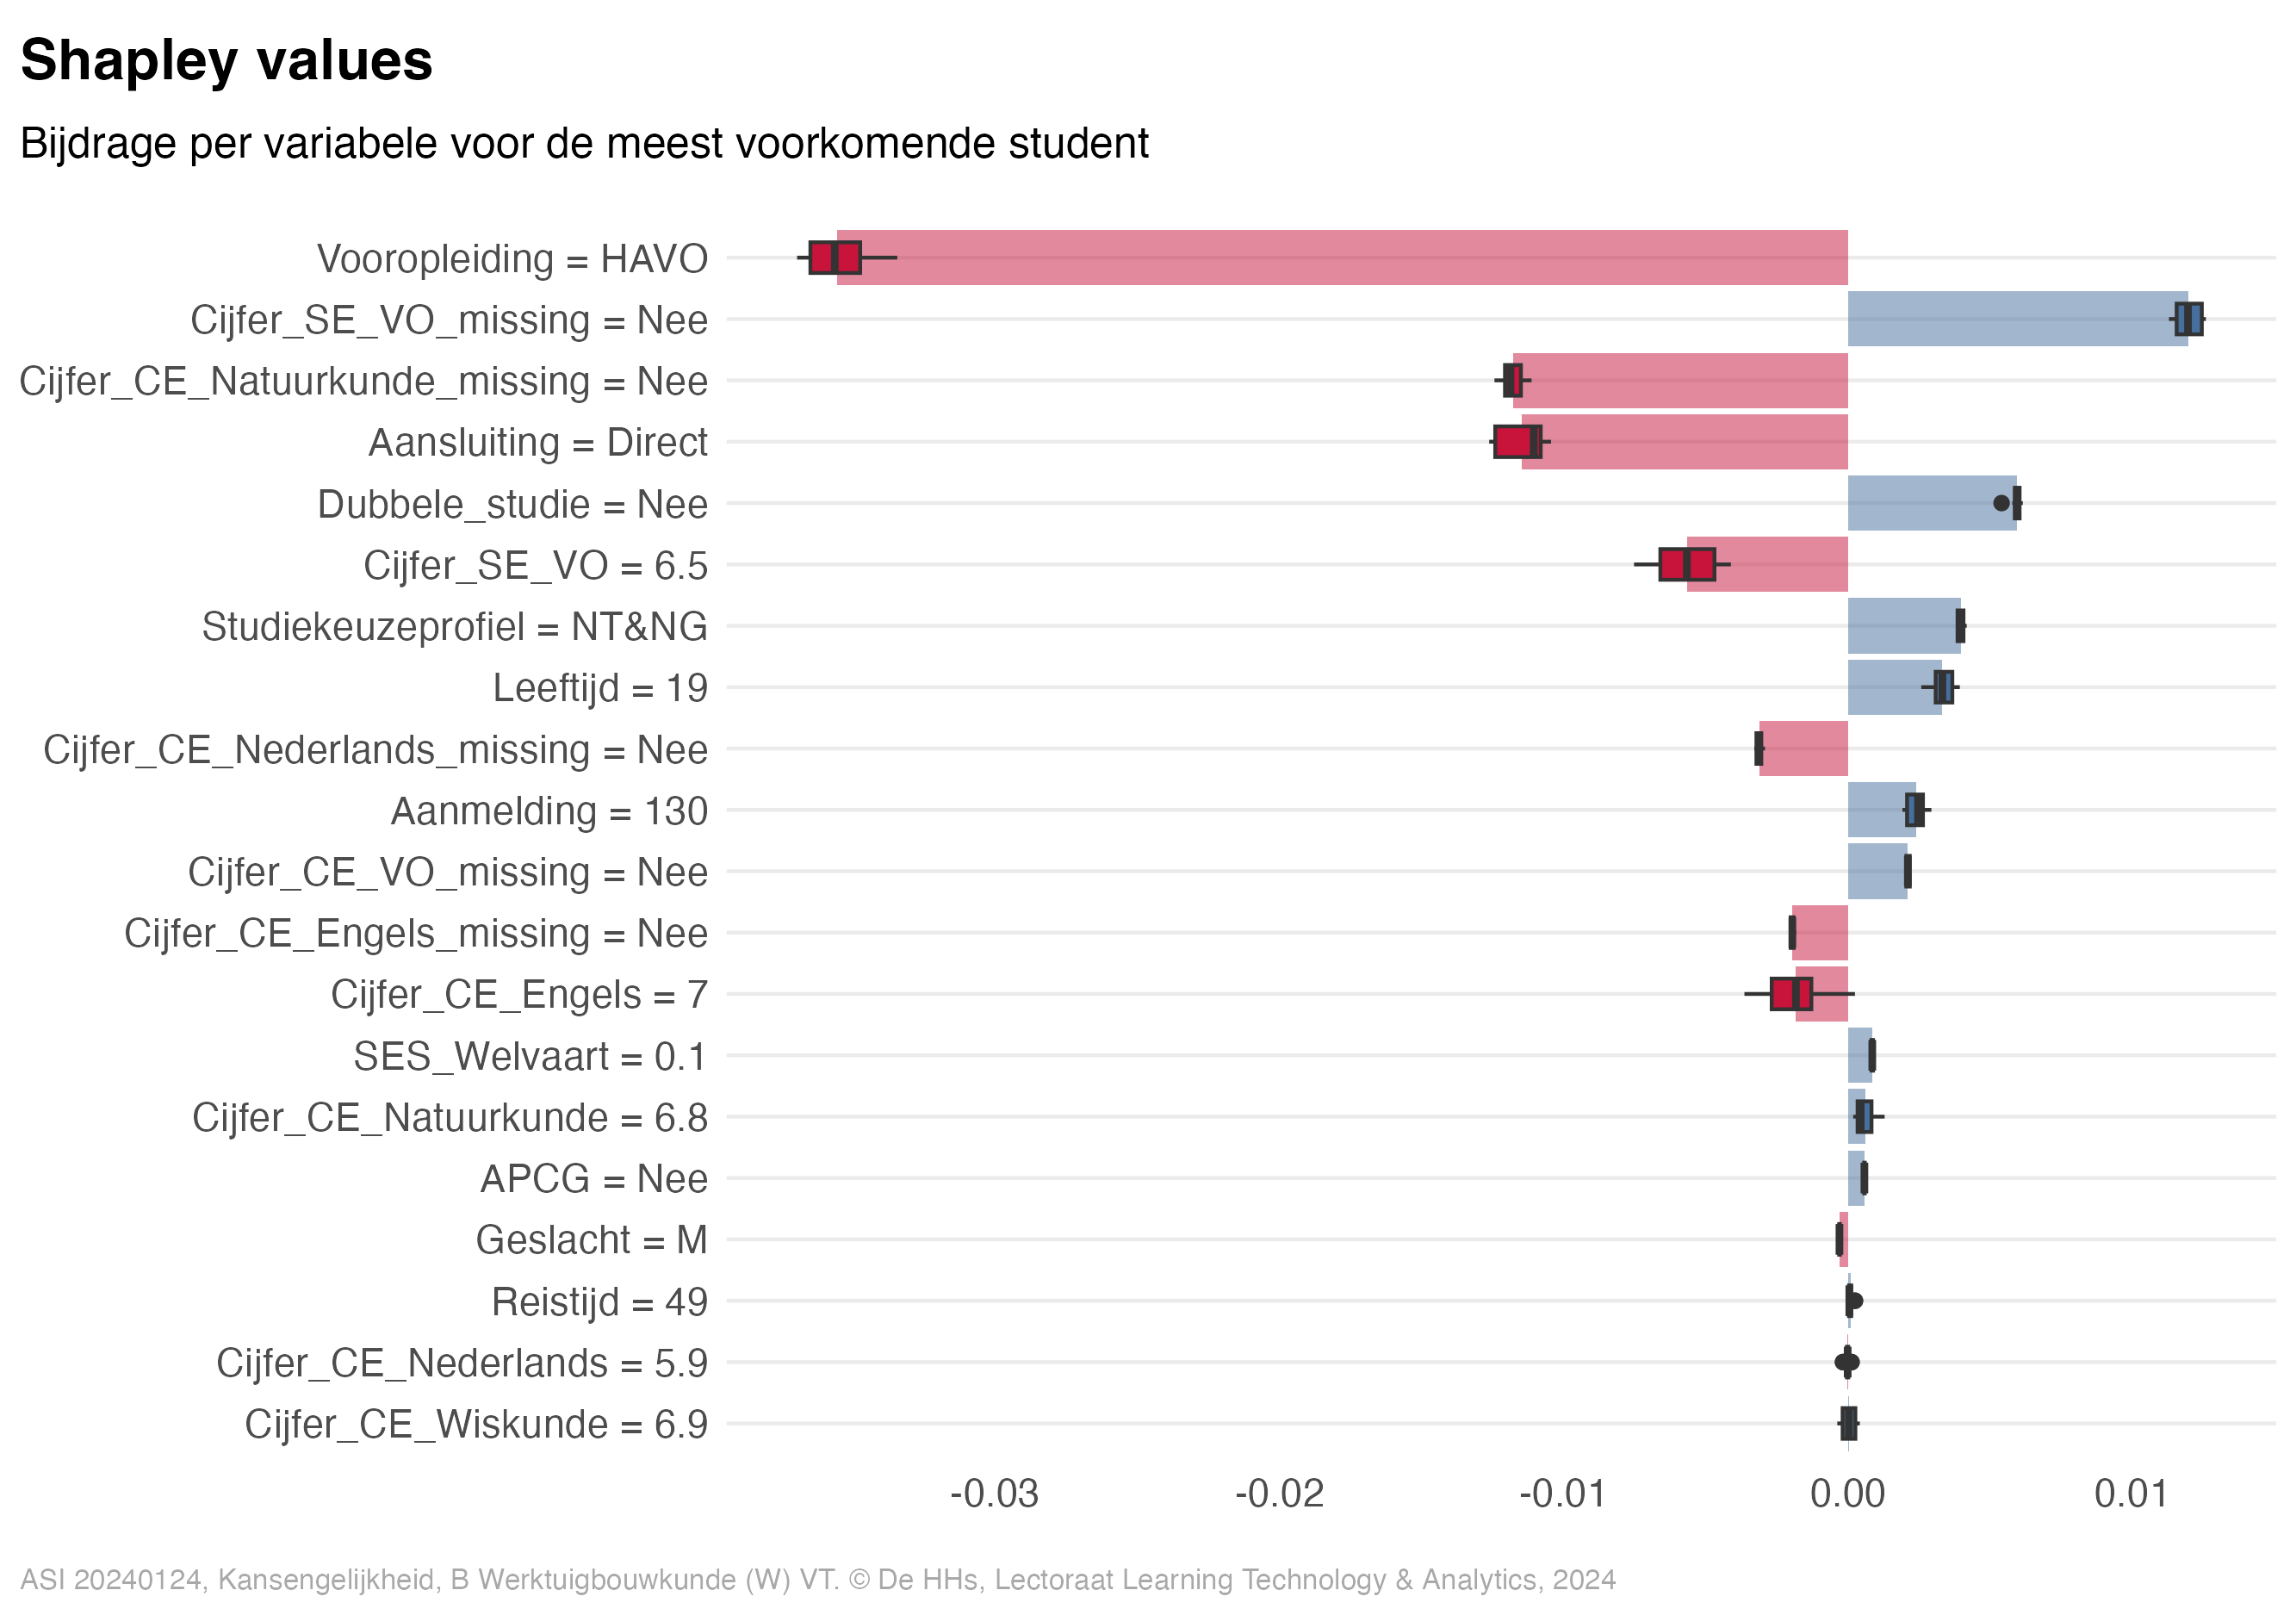 Shapley values
Bijdrage per variabele voor de meest voorkomende student
Vooropleiding = HAVO
Cijfer_SE_VO_missing = Nee
Cijfer_CE_Natuurkunde_missing = Nee
Aansluiting = Direct
Dubbele_studie = Nee
Cijfer_SE_VO = 6.5
Studiekeuzeprofiel = NT&NG
Leeftijd = 19
Cijfer_CE_Nederlands_missing = Nee
Aanmelding = 130
Cijfer_CE_VO_missing = Nee
Cijfer_CE_Engels_missing = Nee
Cijfer_CE_Engels = 7
SES_Welvaart = 0.1
Cijfer_CE_Natuurkunde = 6.8
APCG = Nee
Geslacht = M
Reistijd = 49
Cijfer_CE_Nederlands = 5.9
Cijfer_CE_Wiskunde = 6.9
-0.03 -0.02 -0.01 0.00 0.01
ASI 20240124, Kansengelijkheid, B Werktuigbouwkunde (W) VT. © De HHs, Lectoraat Learning Technology & Analytics, 2024